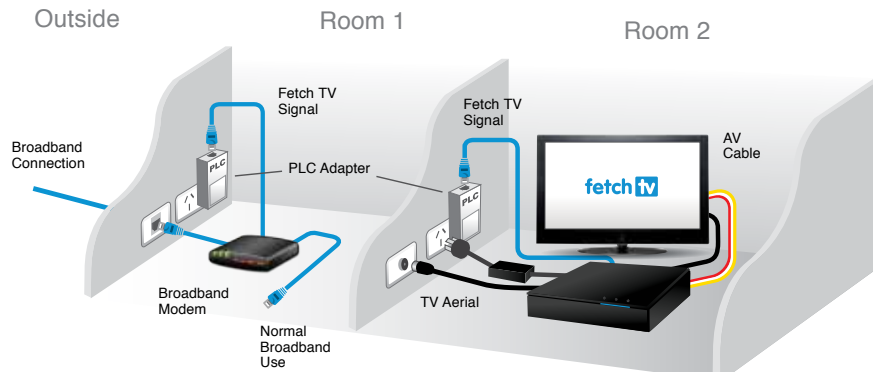 Outside
Room 1
Room 2
Fetch TV
Signal
Fetch TV
Signal
Broadband
Connection
AV
Cable
PLC
PLC Adapter
PLC
fetch tv
Broadband
Modem
TV Aerial
Normal
Broadband
Use